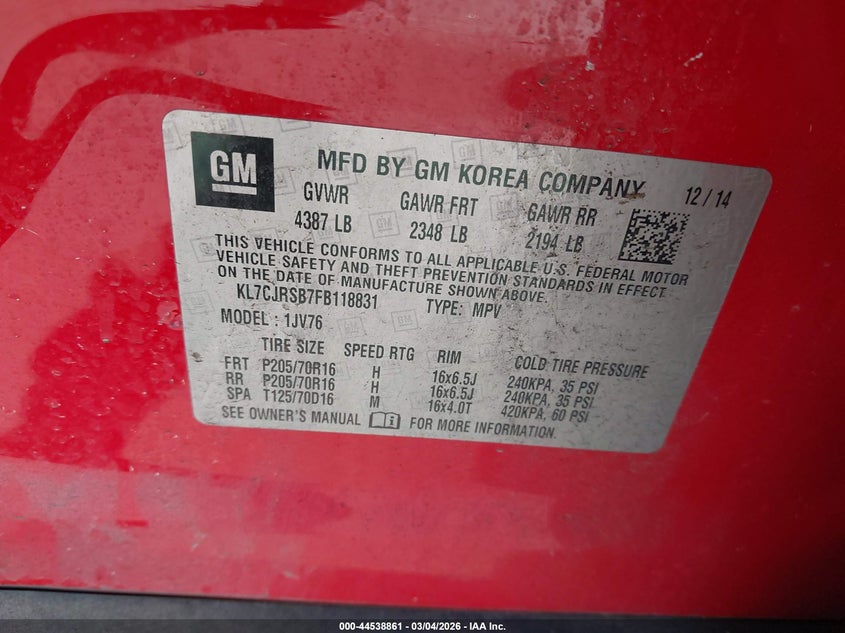 GM
MFD BY GM KOREA COMPANY 12/14
GVWR GAWR FRT GAWR RR
4387 LB 2348 LB 2194 LB
THIS VEHICLE CONFORMS TO ALL APPLICABLE U.S. FEDERAL MOTOR
VEHICLE SAFETY AND THEFT PREVENTION STANDARDS IN EFFECT
ON THE DATE OF MANUFACTURE SHOWN ABOVE.
KL7CJRSB7FB118831 TYPE: MPV
MODEL : 1JV76
TIRE SIZE SPEED RTG RIM COLD TIRE PRESSURE
FRT P205/70R16 H 16x6.5J 240KPA, 35 PSI
RR P205/70R16 H 16x6.5J 240KPA, 35 PSI
SPA T125/70D16 M 16x4.0T 420KPA, 60 PSI
SEE OWNER'S MANUAL FOR MORE INFORMATION.
000-44538861 - 03/04/2026 - IAA Inc.